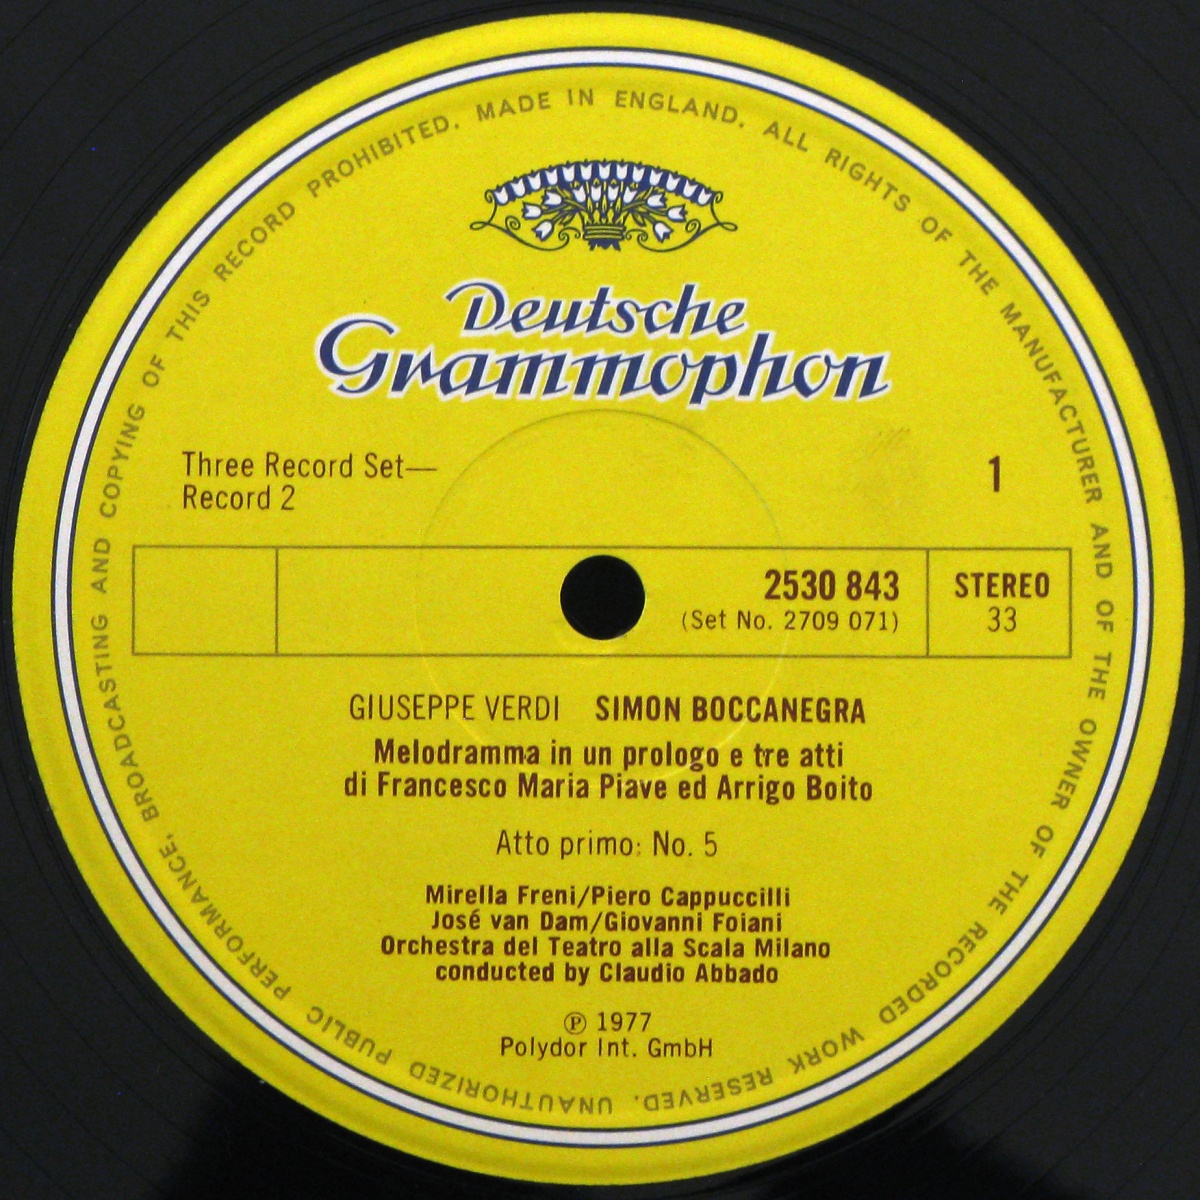 MADE IN ENGLAND. ALL RIGHTS OF THE MANUFACTURER AND OF THE OWNER OF THE RECORDED WORK RESERVED. UNAUTHORIZED PUBLIC PERFORMANCE, BROADCASTING AND COPYING OF THIS RECORD PROHIBITED.
Deutsche
Grammophon
Three Record Set—
Record 2
1
2530 843
(Set No. 2709 071)
STEREO
33
GIUSEPPE VERDI SIMON BOCCANEGRA
Melodramma in un prologo e tre atti
di Francesco Maria Piave ed Arrigo Boito
Atto primo: No. 5
Mirella Freni/Piero Cappuccilli
José van Dam/Giovanni Foiani
Orchestra del Teatro alla Scala Milano
conducted by Claudio Abbado
℗ 1977
Polydor Int. GmbH